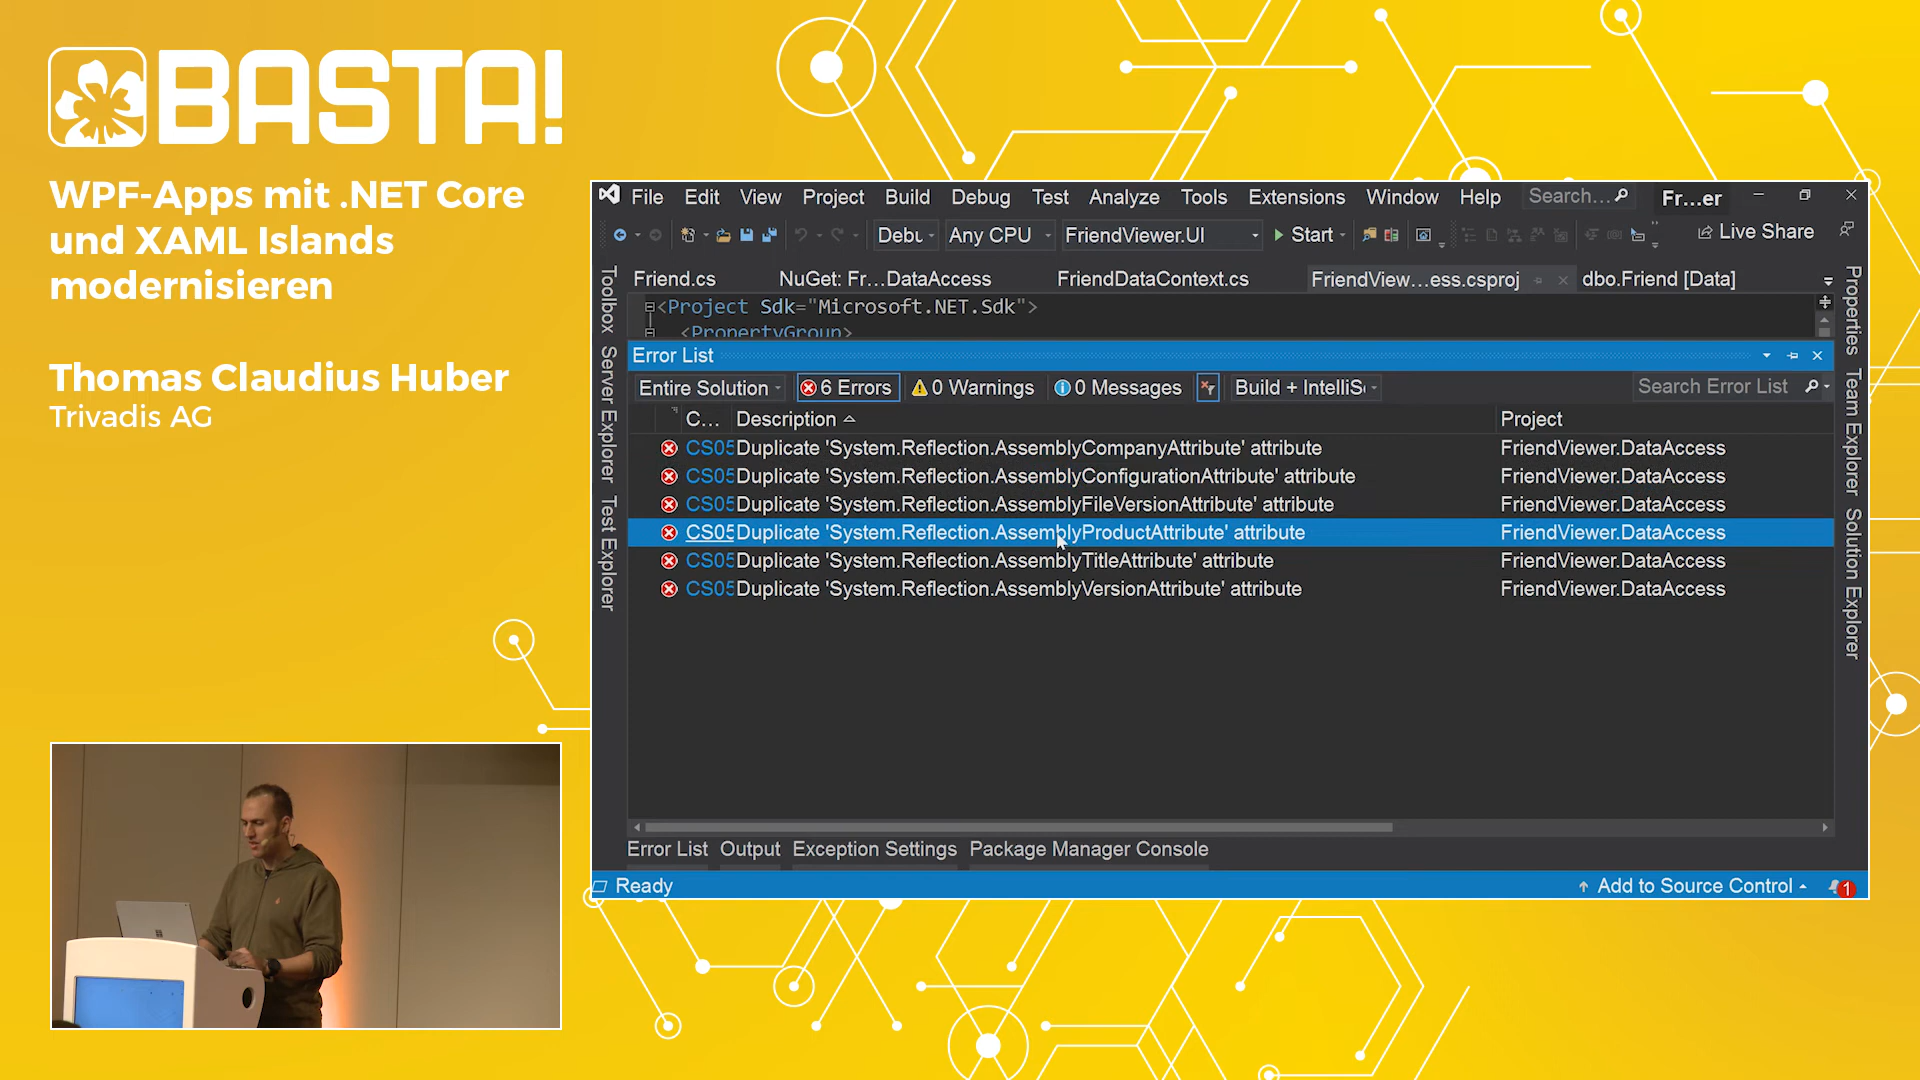 BASTA!
WPF-Apps mit .NET Core
und XAML Islands
modernisieren
Thomas Claudius Huber
Trivadis AG
File Edit View Project Build Debug Test Analyze Tools Extensions Window Help Search... Fr...er
Debu Any CPU FriendViewer.UI Start Live Share
Friend.cs NuGet: Fr...DataAccess FriendDataContext.cs FriendView...ess.csproj dbo.Friend [Data]
<Project Sdk="Microsoft.NET.Sdk">
<PropertyGroup>
Error List
Entire Solution 6 Errors 0 Warnings 0 Messages Build + IntelliS Search Error List
C... Description Project
CS05 Duplicate 'System.Reflection.AssemblyCompanyAttribute' attribute FriendViewer.DataAccess
CS05 Duplicate 'System.Reflection.AssemblyConfigurationAttribute' attribute FriendViewer.DataAccess
CS05 Duplicate 'System.Reflection.AssemblyFileVersionAttribute' attribute FriendViewer.DataAccess
CS05 Duplicate 'System.Reflection.AssemblyProductAttribute' attribute FriendViewer.DataAccess
CS05 Duplicate 'System.Reflection.AssemblyTitleAttribute' attribute FriendViewer.DataAccess
CS05 Duplicate 'System.Reflection.AssemblyVersionAttribute' attribute FriendViewer.DataAccess
Error List Output Exception Settings Package Manager Console
Ready Add to Source Control 1
Toolbox Server Explorer Test Explorer
Properties Team Explorer Solution Explorer